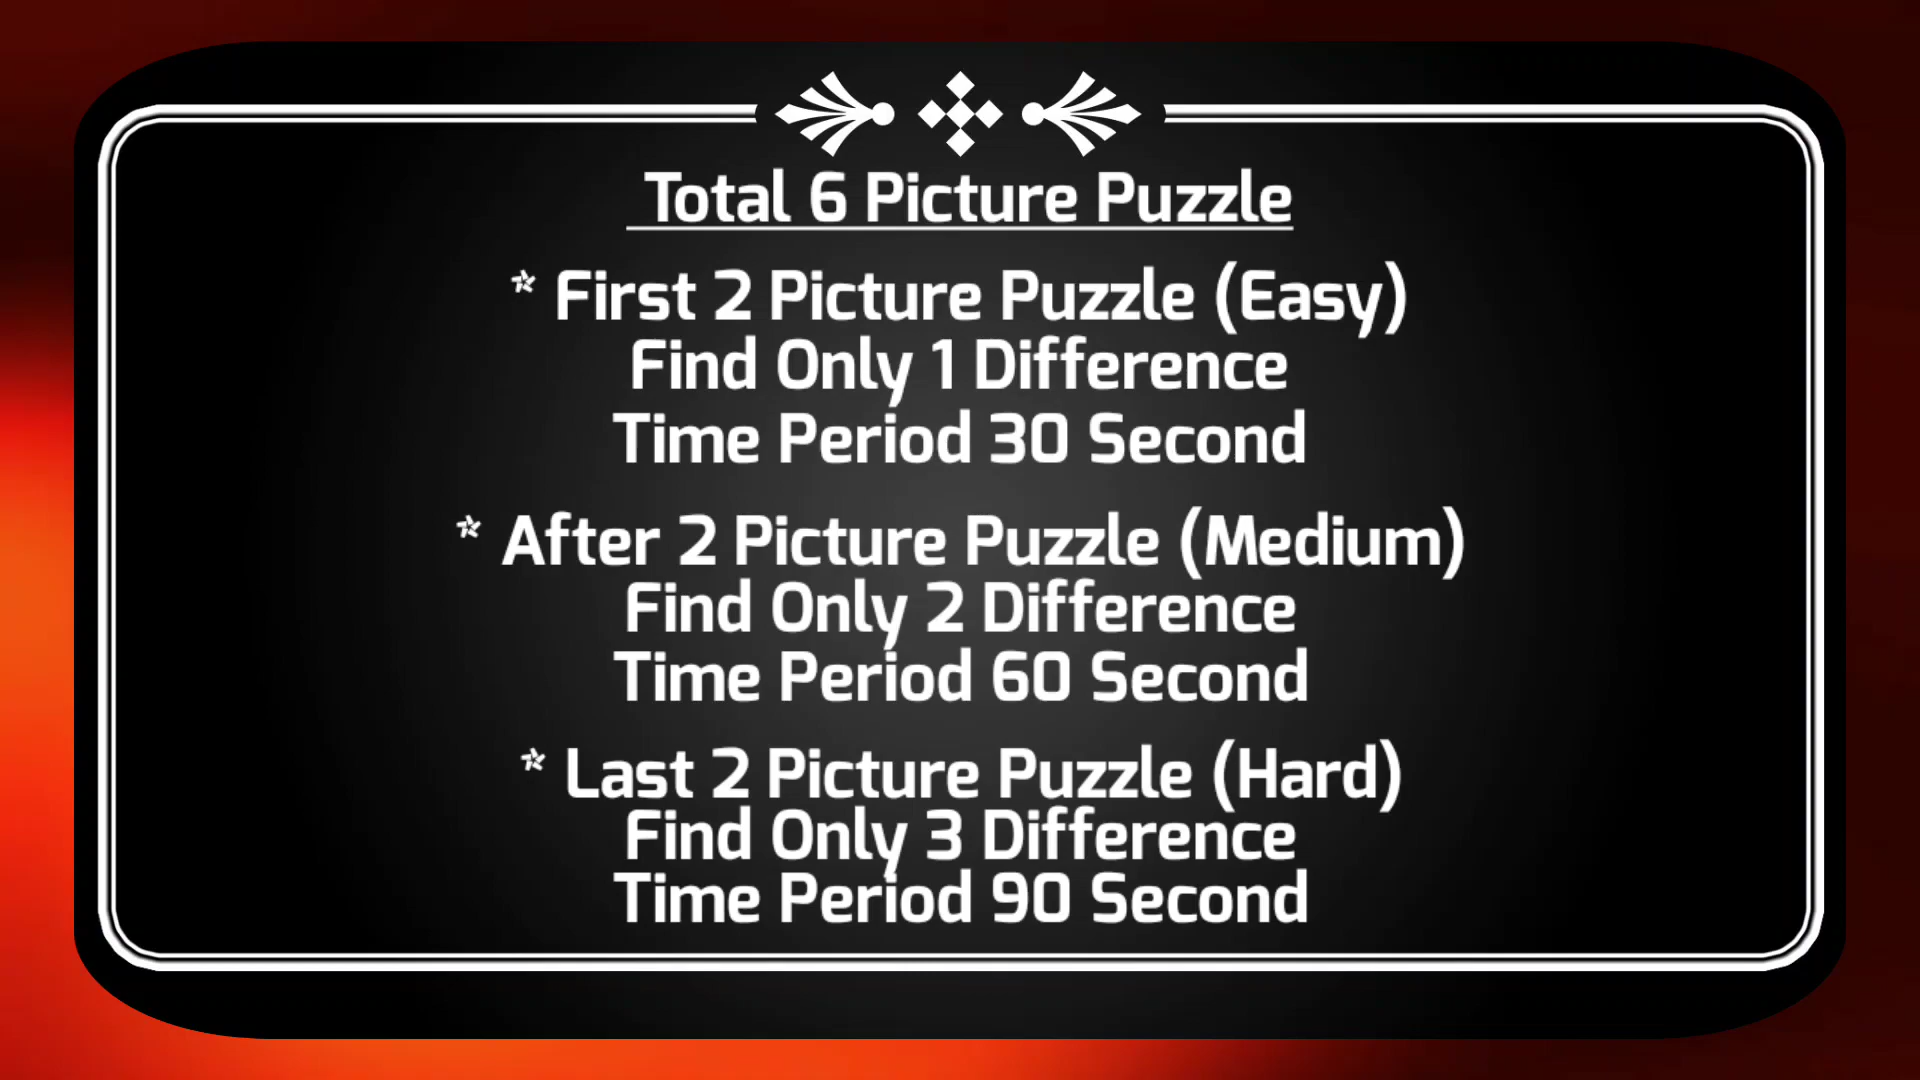 Total 6 Picture Puzzle
* First 2 Picture Puzzle (Easy)
Find Only 1 Difference
Time Period 30 Second
* After 2 Picture Puzzle (Medium)
Find Only 2 Difference
Time Period 60 Second
* Last 2 Picture Puzzle (Hard)
Find Only 3 Difference
Time Period 90 Second